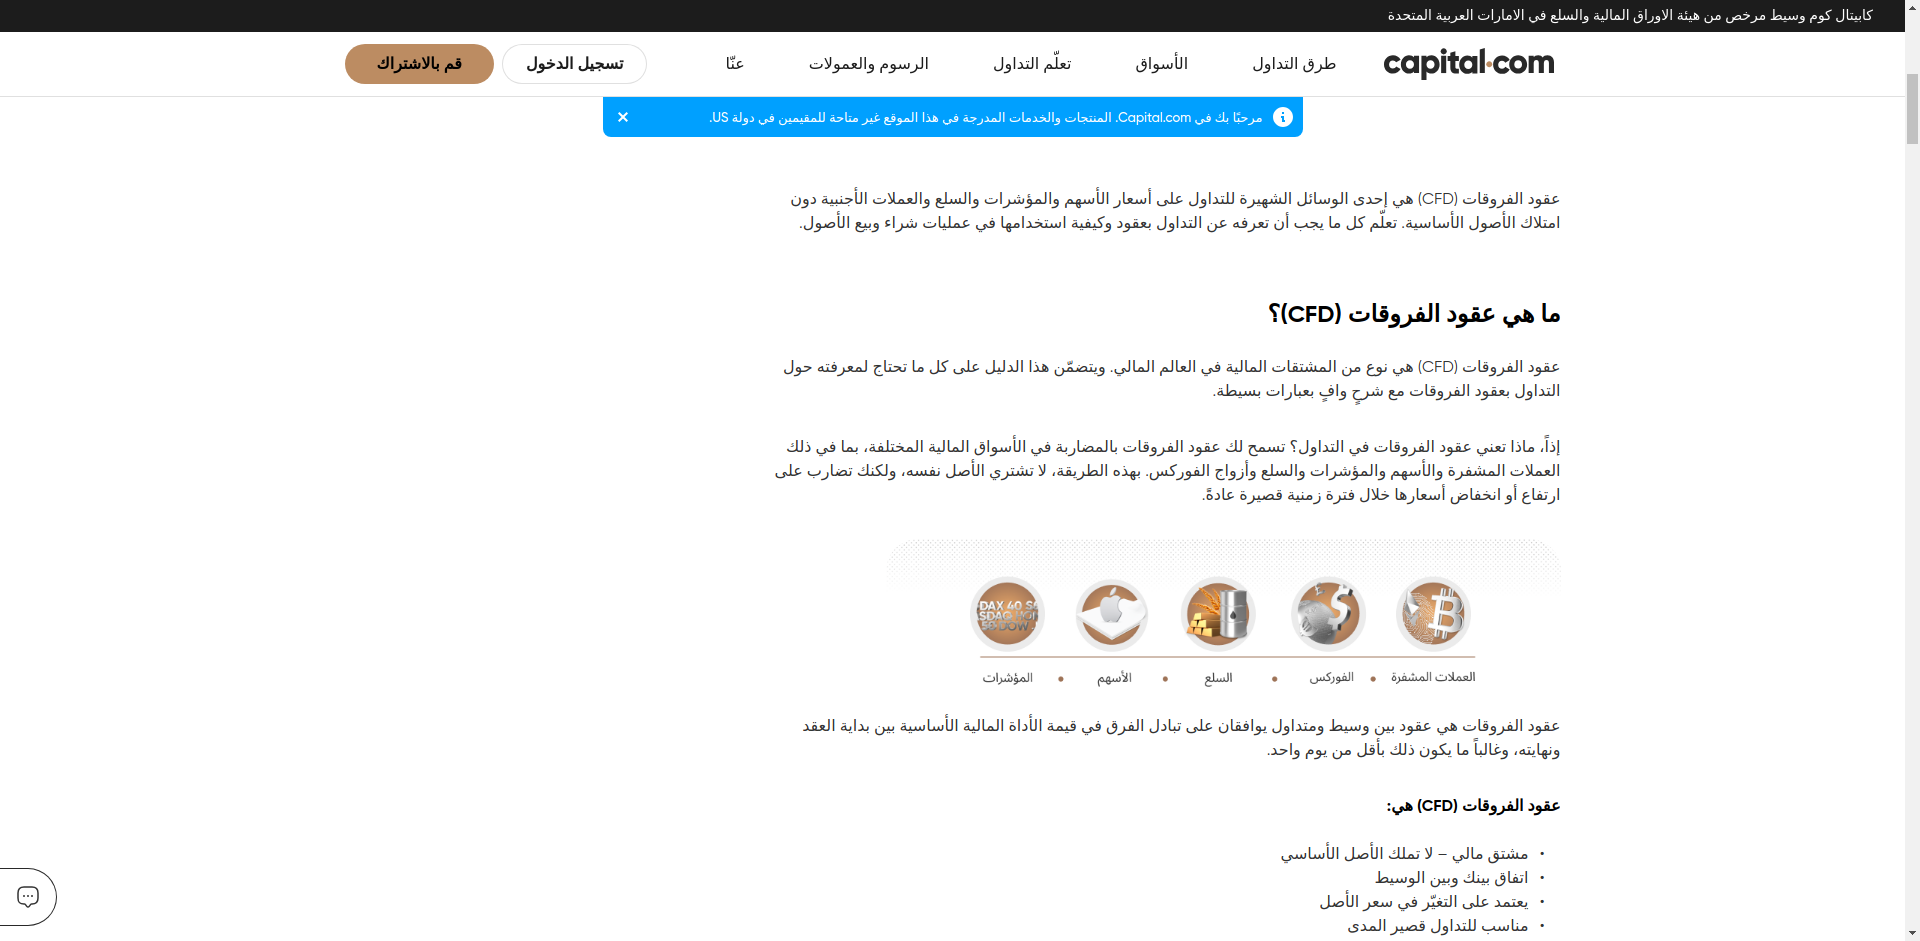 كابيتال كوم وسيط مرخص من هيئة الاوراق المالية والسلع في الامارات العربية المتحدة
capital.com
طرق التداول
الأسواق
تعلّم التداول
الرسوم والعمولات
عنّا
تسجيل الدخول
قم بالاشتراك
مرحبًا بك في Capital.com. المنتجات والخدمات المدرجة في هذا الموقع غير متاحة للمقيمين في دولة US.
عقود الفروقات (CFD) هي إحدى الوسائل الشهيرة للتداول على أسعار الأسهم والمؤشرات والسلع والعملات الأجنبية دون
امتلاك الأصول الأساسية. تعلّم كل ما يجب أن تعرفه عن التداول بعقود وكيفية استخدامها في عمليات شراء وبيع الأصول.
ما هي عقود الفروقات (CFD)؟
عقود الفروقات (CFD) هي نوع من المشتقات المالية في العالم المالي. ويتضمّن هذا الدليل على كل ما تحتاج لمعرفته حول
التداول بعقود الفروقات مع شرحٍ وافٍ بعبارات بسيطة.
إذاً، ماذا تعني عقود الفروقات في التداول؟ تسمح لك عقود الفروقات بالمضاربة في الأسواق المالية المختلفة، بما في ذلك
العملات المشفرة والأسهم والمؤشرات والسلع وأزواج الفوركس. بهذه الطريقة، لا تشتري الأصل نفسه، ولكنك تضارب على
ارتفاع أو انخفاض أسعارها خلال فترة زمنية قصيرة عادةً.
DAX 40
العملات المشفرة • الفوركس • السلع • الأسهم • المؤشرات
عقود الفروقات هي عقود بين وسيط ومتداول يوافقان على تبادل الفرق في قيمة الأداة المالية الأساسية بين بداية العقد
ونهايته، وغالباً ما يكون ذلك بأقل من يوم واحد.
عقود الفروقات (CFD) هي:
• مشتق مالي – لا تملك الأصل الأساسي
• اتفاق بينك وبين الوسيط
• يعتمد على التغيّر في سعر الأصل
• مناسب للتداول قصير المدى